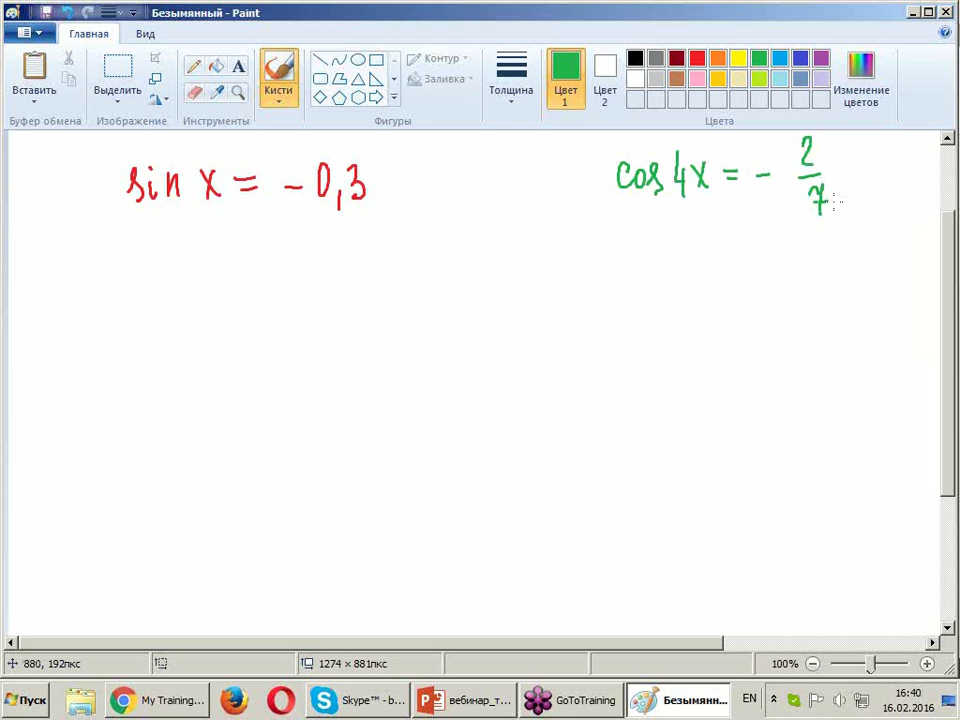 Безымянный - Paint
Главная
Вид
Вставить
Выделить
Кисти
Контур
Заливка
Толщина
Цвет 1
Цвет 2
Изменение цветов
Буфер обмена
Изображение
Инструменты
Фигуры
Цвета
sin x = - 0,3
cos 4x = - 2/7
880, 192пкс
1274 × 881пкс
100%
Пуск
My Training...
Skype™ - b...
вебинар_т...
GoToTraining
Безымянн...
EN
16:40
16.02.2016